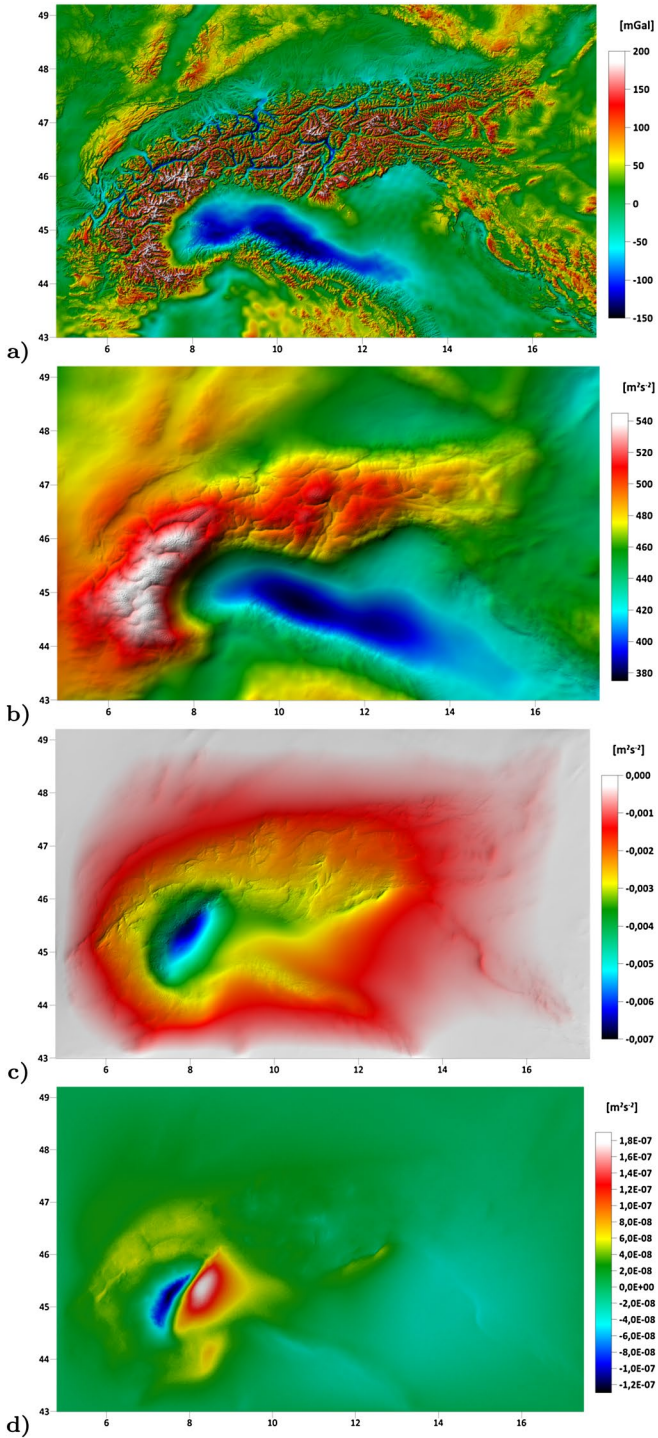 [mGal]
49
48
47
46
45
44
43
6 8 10 12 14 16
200
150
100
50
0
-50
-100
-150
a)
[m²s⁻²]
49
48
47
46
45
44
43
6 8 10 12 14 16
540
520
500
480
460
440
420
400
380
b)
[m²s⁻²]
49
48
47
46
45
44
43
6 8 10 12 14 16
0,000
-0,001
-0,002
-0,003
-0,004
-0,005
-0,006
-0,007
c)
[m²s⁻²]
49
48
47
46
45
44
43
6 8 10 12 14 16
1,8E-07
1,6E-07
1,4E-07
1,2E-07
1,0E-07
8,0E-08
6,0E-08
4,0E-08
2,0E-08
0,0E+00
-2,0E-08
-4,0E-08
-6,0E-08
-8,0E-08
-1,0E-07
-1,2E-07
d)